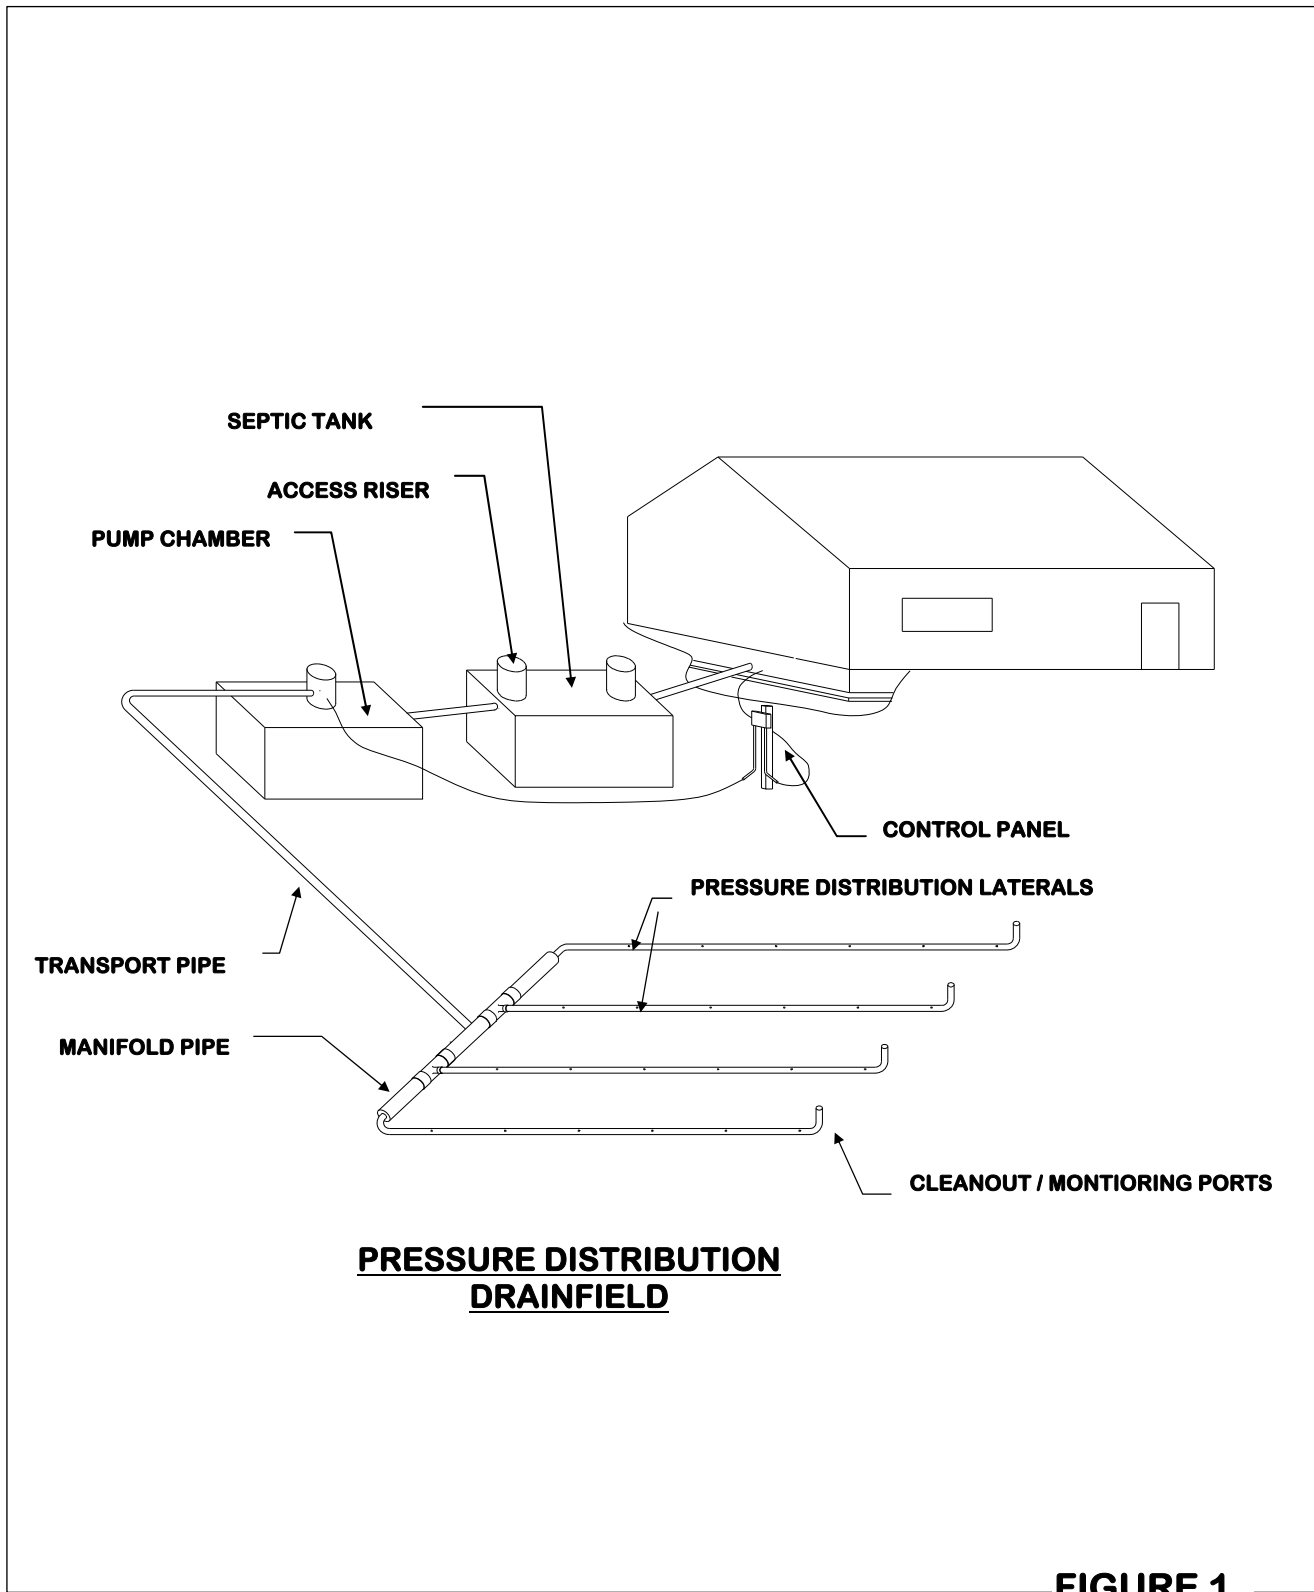 SEPTIC TANK
ACCESS RISER
PUMP CHAMBER
CONTROL PANEL
PRESSURE DISTRIBUTION LATERALS
TRANSPORT PIPE
MANIFOLD PIPE
CLEANOUT / MONTIORING PORTS
PRESSURE DISTRIBUTION
DRAINFIELD
FIGURE 1